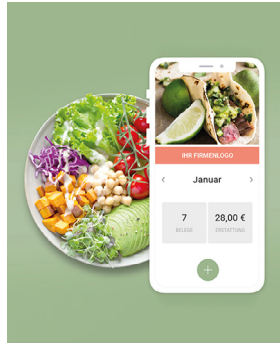 IHR FIRMENLOGO
‹ Januar ›
7
BELEGE
28,00 €
ERSTATTUNG
+